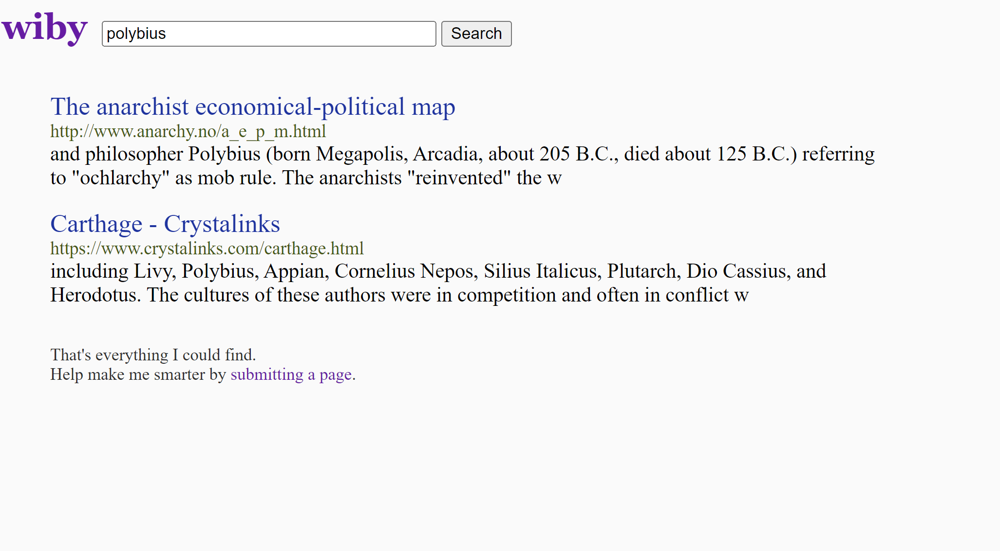 wiby
polybius
Search
The anarchist economical-political map
http://www.anarchy.no/a_e_p_m.html
and philosopher Polybius (born Megapolis, Arcadia, about 205 B.C., died about 125 B.C.) referring
to "ochlarchy" as mob rule. The anarchists "reinvented" the w
Carthage - Crystalinks
https://www.crystalinks.com/carthage.html
including Livy, Polybius, Appian, Cornelius Nepos, Silius Italicus, Plutarch, Dio Cassius, and
Herodotus. The cultures of these authors were in competition and often in conflict w
That's everything I could find.
Help make me smarter by submitting a page.